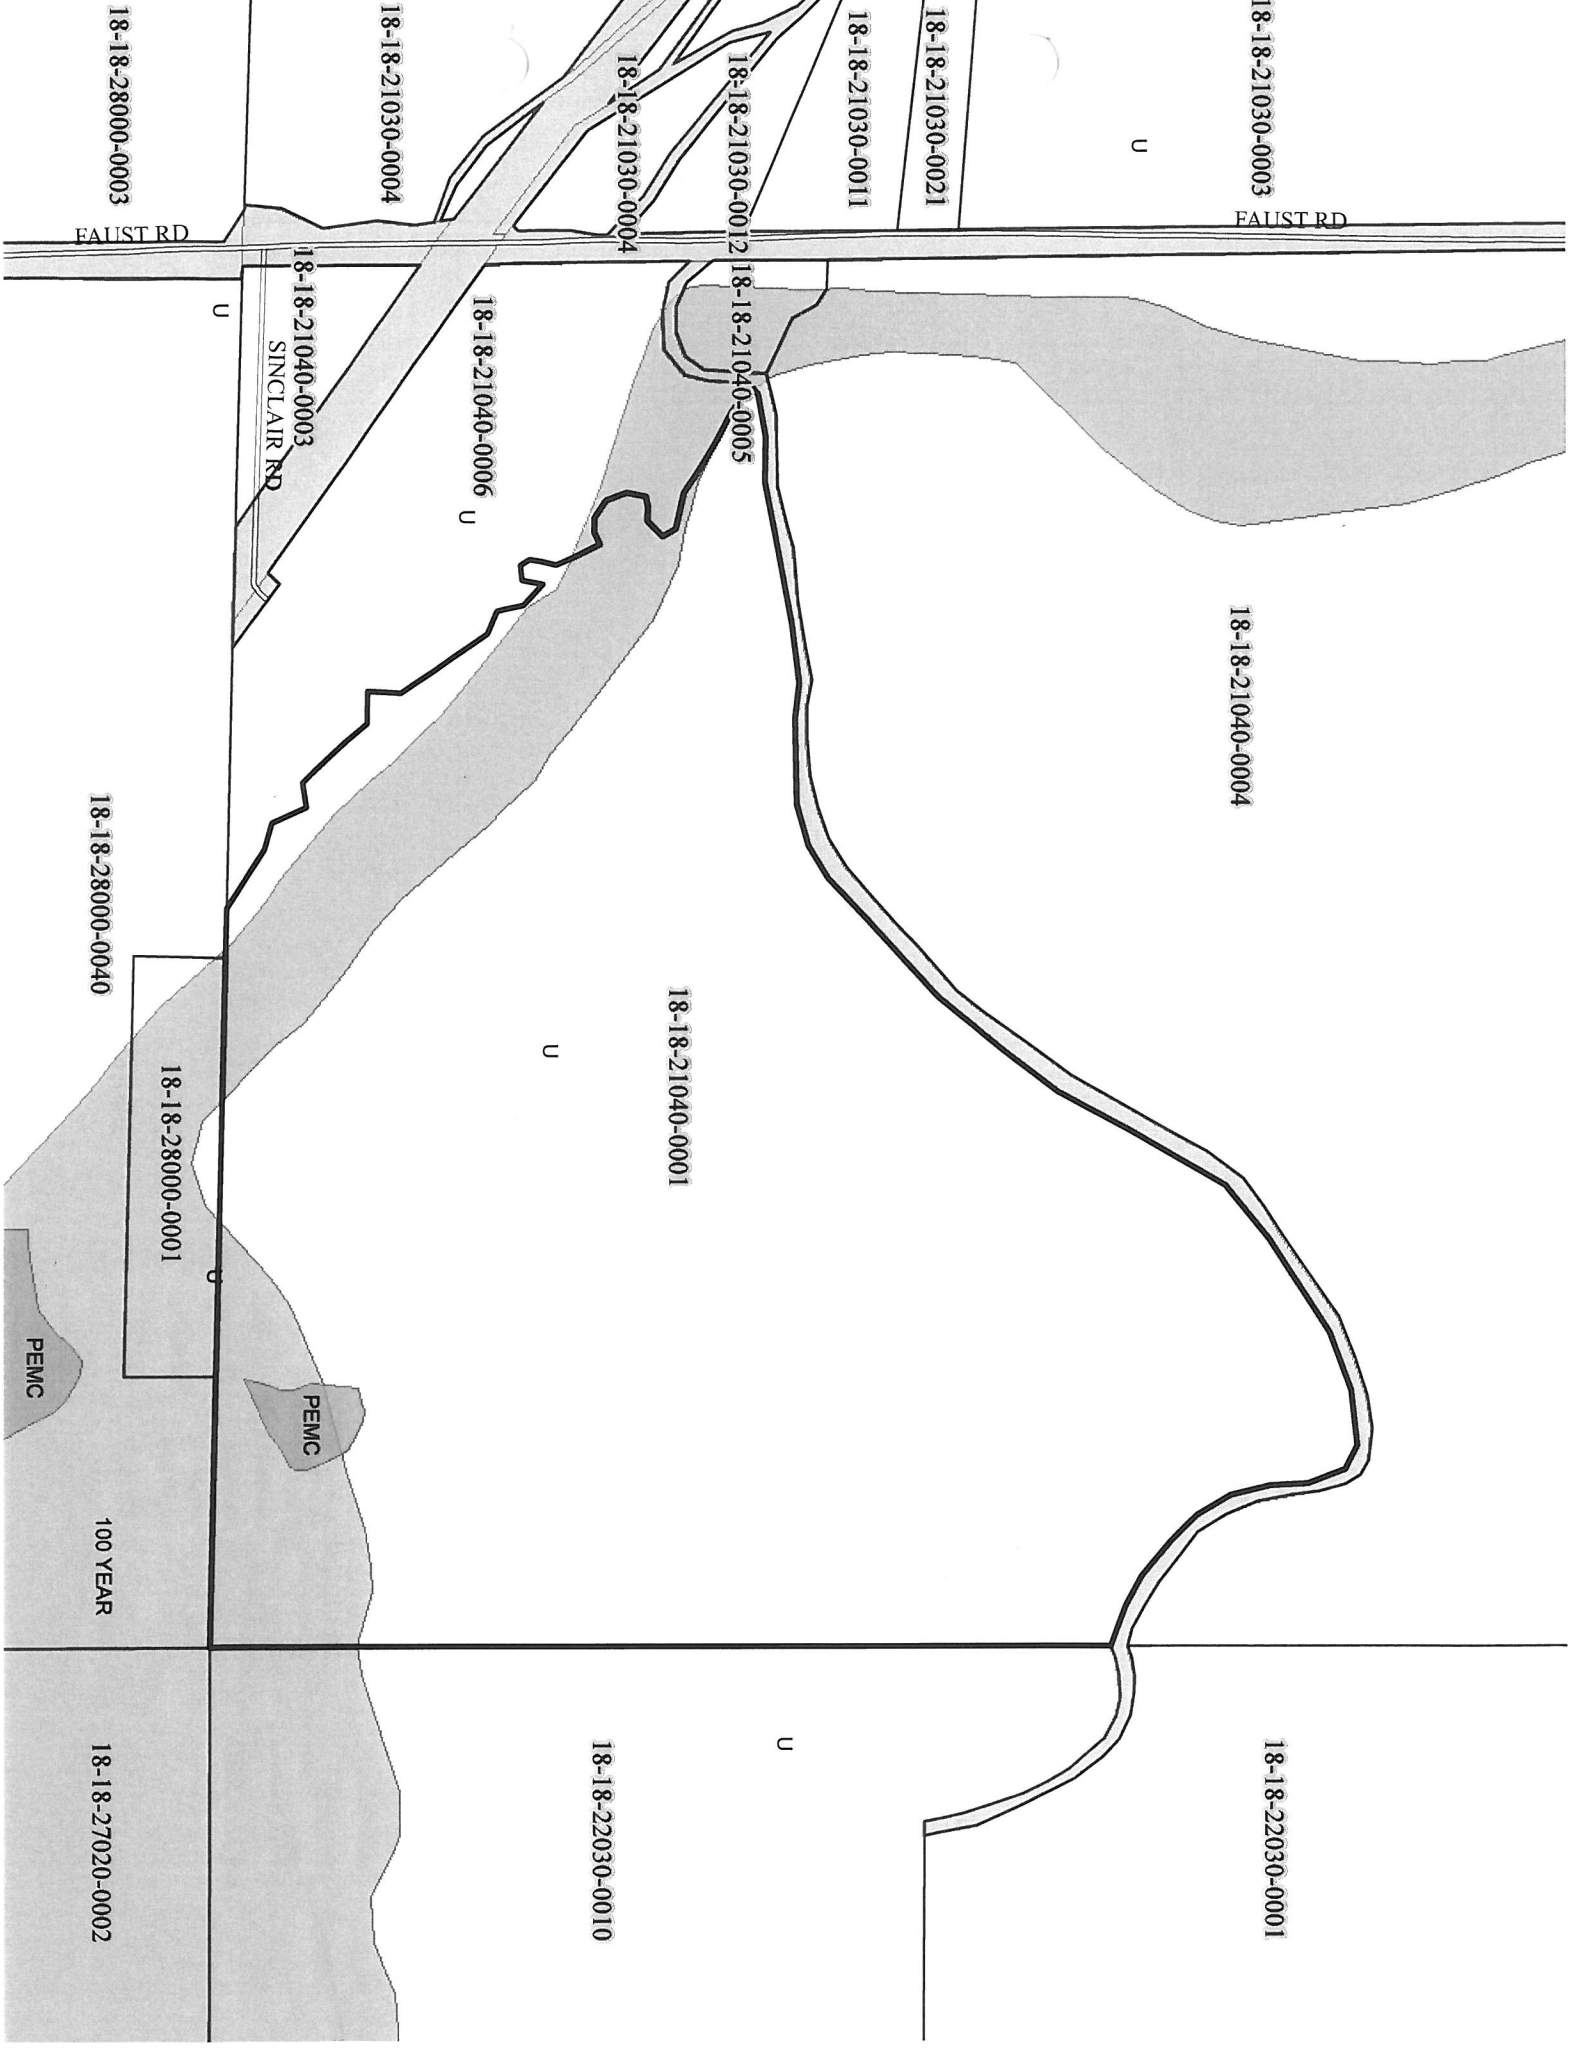 18-18-21030-0003
U
18-18-21030-0021
18-18-21030-0011
18-18-21030-0012
18-18-21030-0004
18-18-21030-0004
18-18-28000-0003
FAUST RD
FAUST RD
18-18-21040-0005
18-18-21040-0006
U
18-18-21040-0003
SINCLAIR RD
U
18-18-21040-0004
18-18-21040-0001
U
18-18-28000-0040
18-18-28000-0001
U
PEMC
PEMC
100 YEAR
18-18-22030-0001
U
18-18-22030-0010
18-18-27020-0002